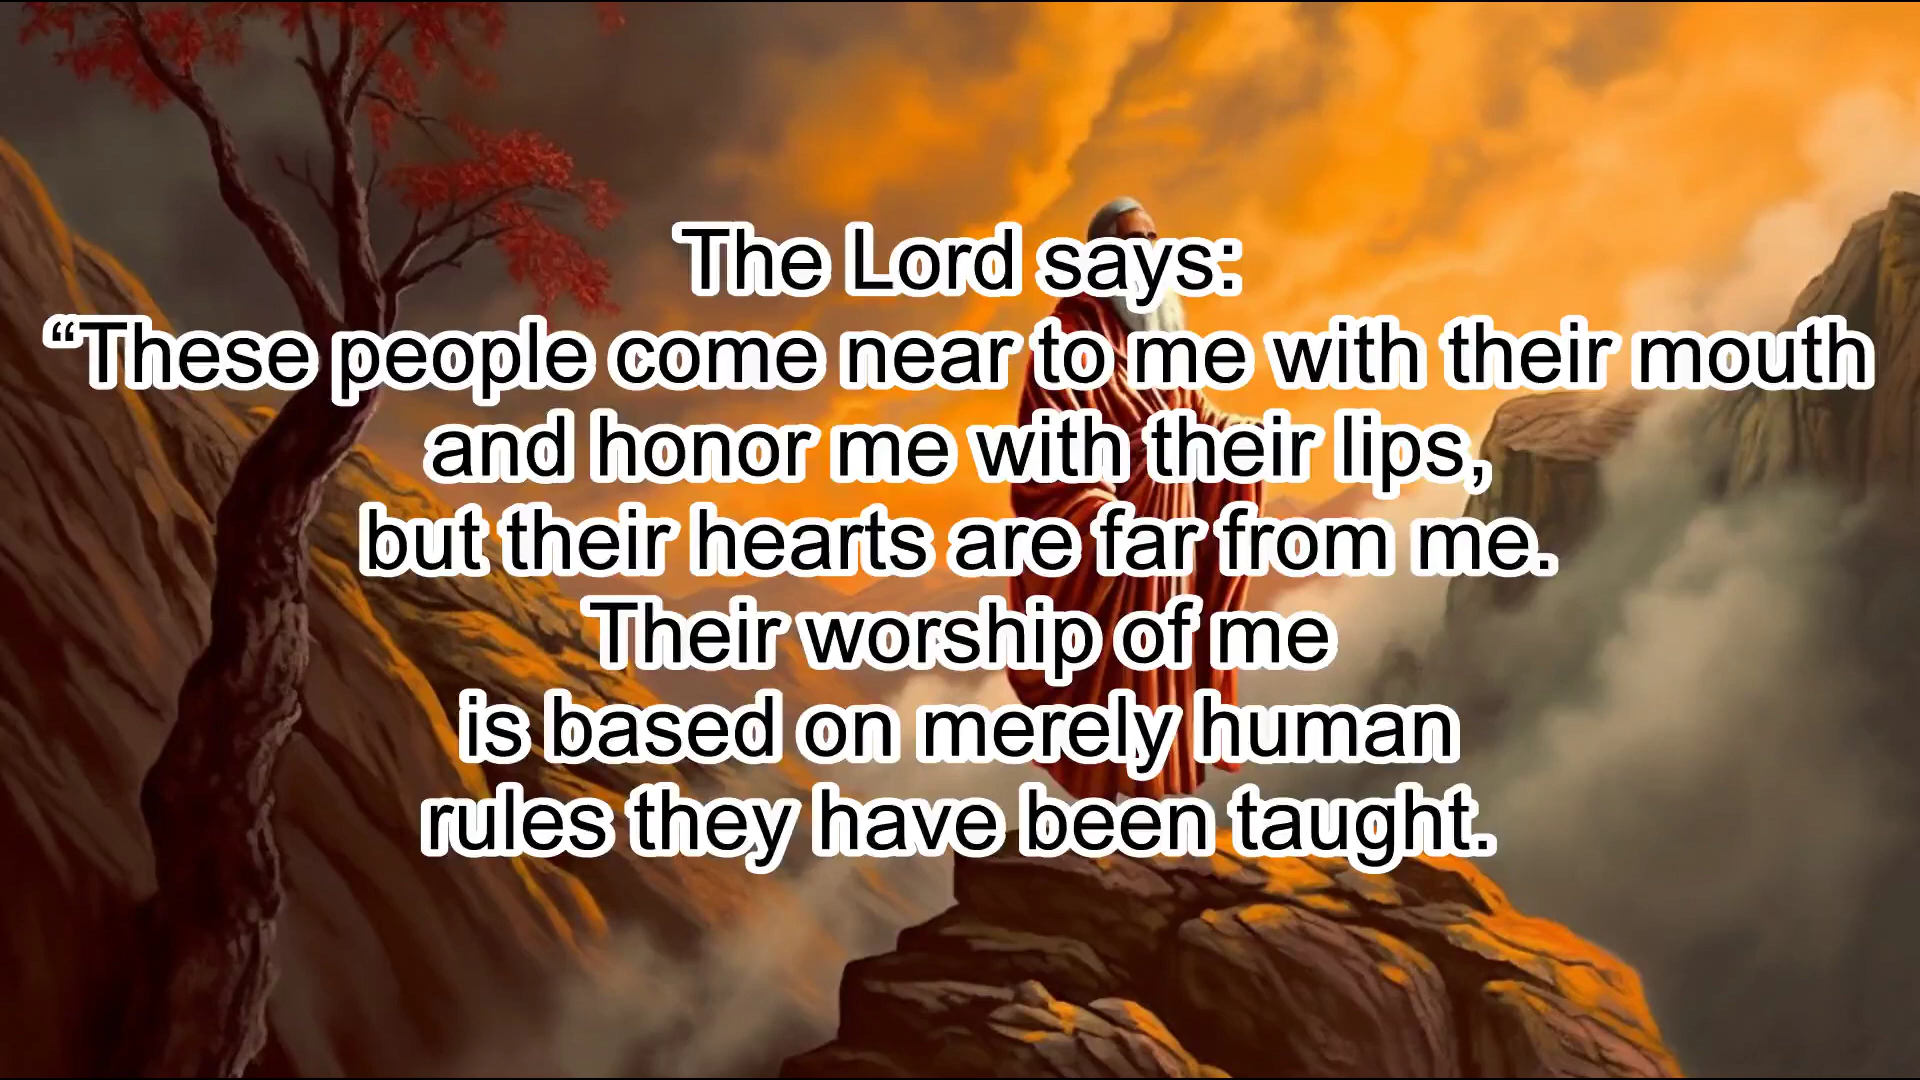 The Lord says:
“These people come near to me with their mouth
and honor me with their lips,
but their hearts are far from me.
Their worship of me
is based on merely human
rules they have been taught.